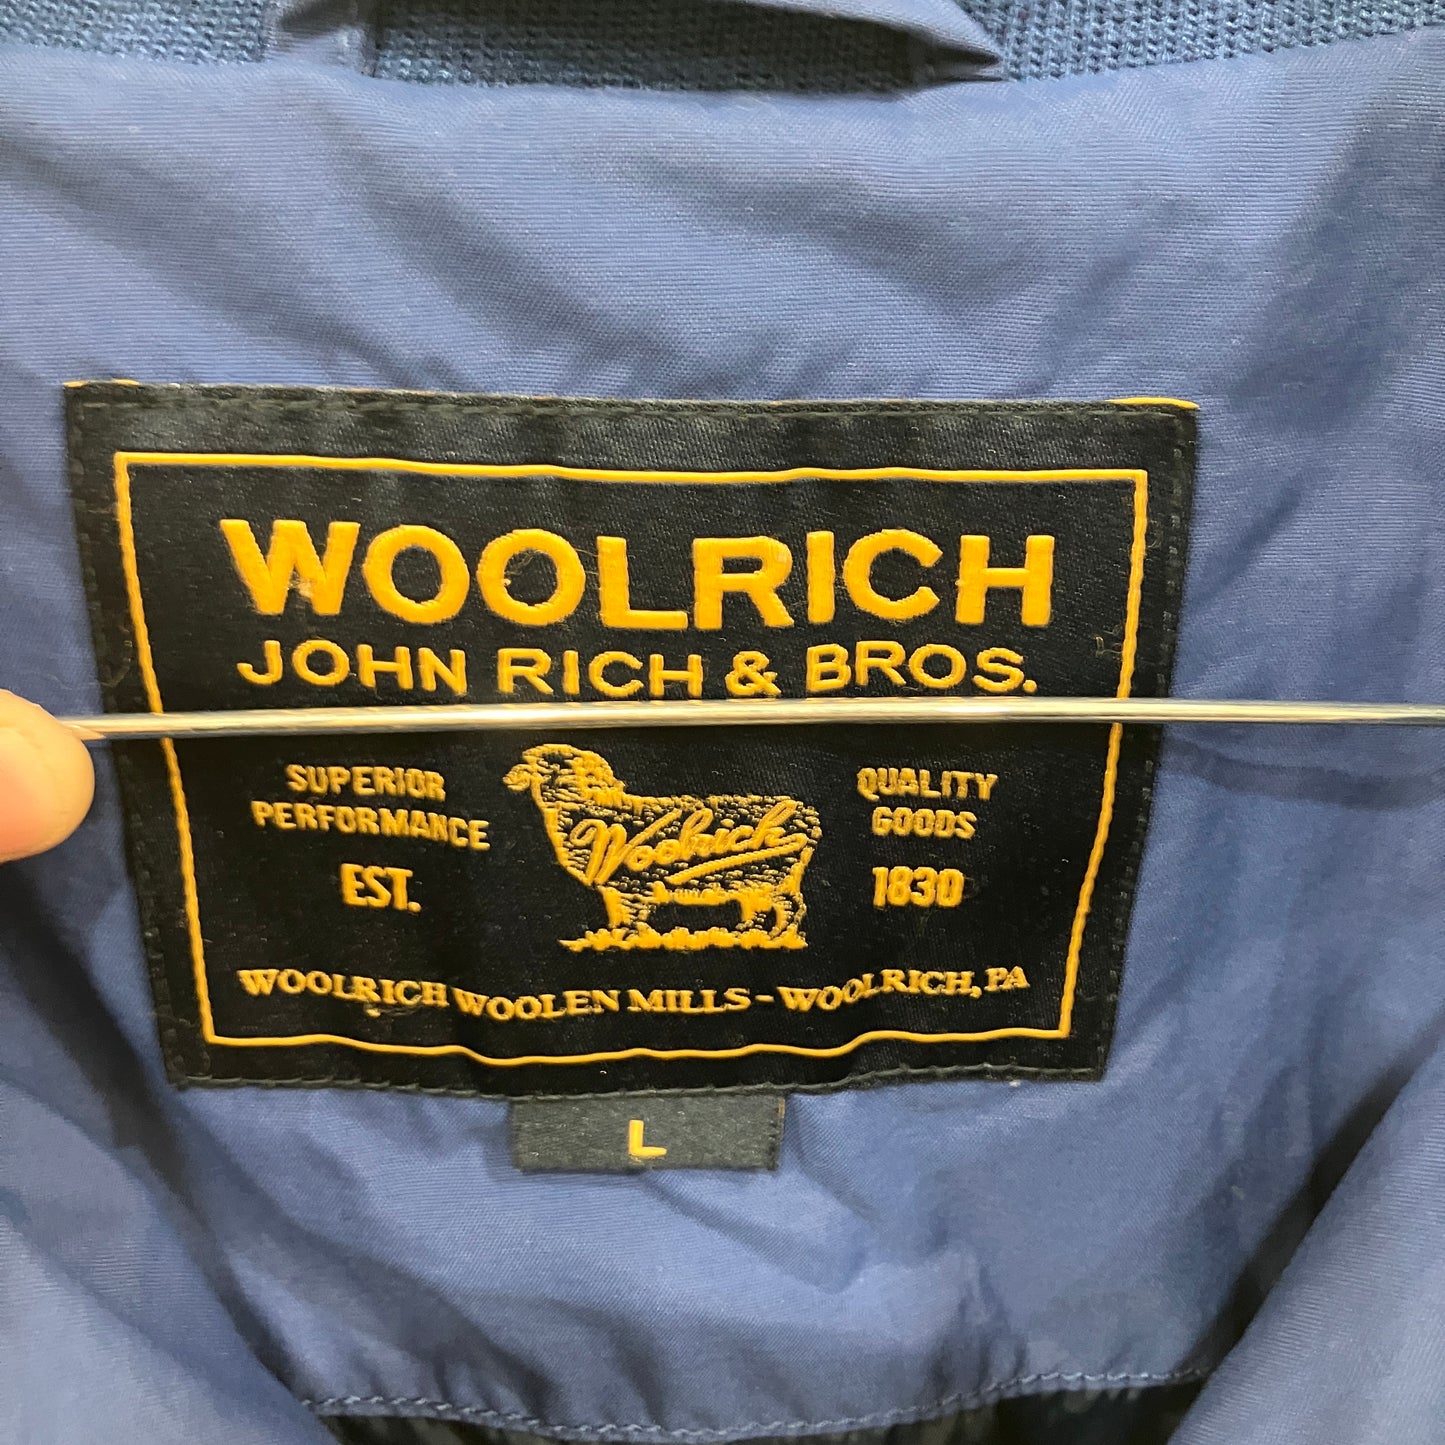 WOOLRICH
JOHN RICH & BROS.
SUPERIOR
PERFORMANCE
EST.
Woolrich
QUALITY
GOODS
1830
WOOLRICH WOOLEN MILLS - WOOLRICH, PA
L